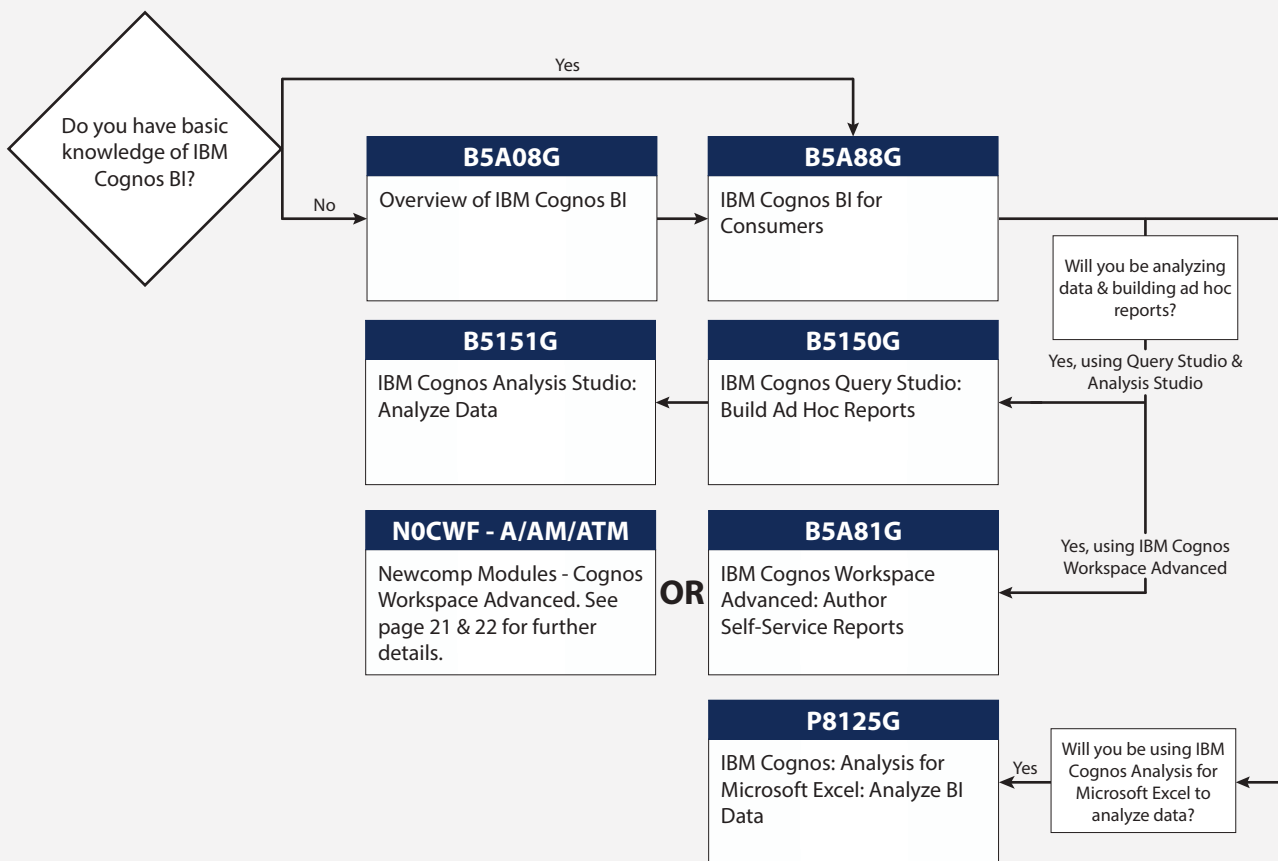 Yes
Do you have basic
knowledge of IBM
Cognos BI?
No
B5A08G
Overview of IBM Cognos BI
B5A88G
IBM Cognos BI for
Consumers
Will you be analyzing
data & building ad hoc
reports?
Yes, using Query Studio &
Analysis Studio
B5151G
IBM Cognos Analysis Studio:
Analyze Data
B5150G
IBM Cognos Query Studio:
Build Ad Hoc Reports
Yes, using IBM Cognos
Workspace Advanced
N0CWF - A/AM/ATM
Newcomp Modules - Cognos
Workspace Advanced. See
page 21 & 22 for further
details.
OR
B5A81G
IBM Cognos Workspace
Advanced: Author
Self-Service Reports
P8125G
IBM Cognos: Analysis for
Microsoft Excel: Analyze BI
Data
Yes
Will you be using IBM
Cognos Analysis for
Microsoft Excel to
analyze data?